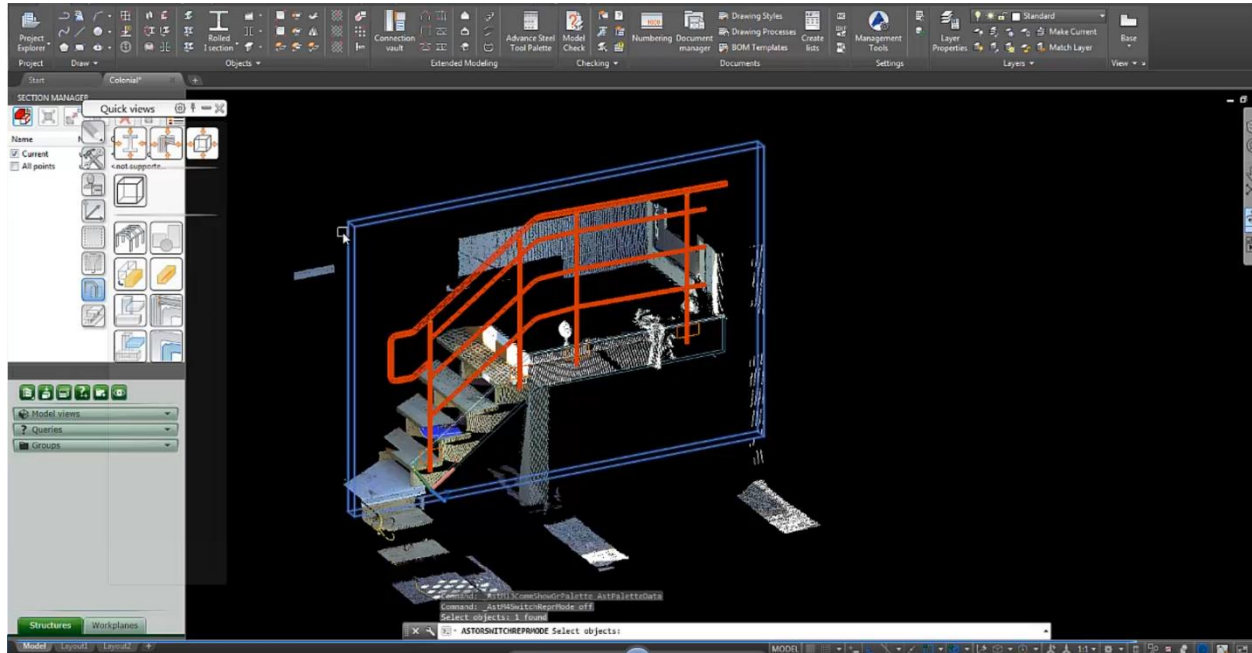 Project Explorer
Rolled I section
Connection vault
Advance Steel Tool Palette
Model Check
Numbering
Document manager
Drawing Styles
Drawing Processes
BOM Templates
Create lists
Management Tools
Layer Properties
Standard
Make Current
Match Layer
Base
Project
Draw
Objects
Extended Modeling
Checking
Documents
Settings
Layers
View
Start
Colonial*
SECTION MANAGER
Quick views
Name
Current
All points
<not supporte...
Model views
Queries
Groups
Command: _AstM4SwitchReprMode off
Select objects: 1 found
ASTORSWITCHREPRMODE Select objects:
Structures
Workplanes
Model
Layout1
Layout2
MODEL
1:1